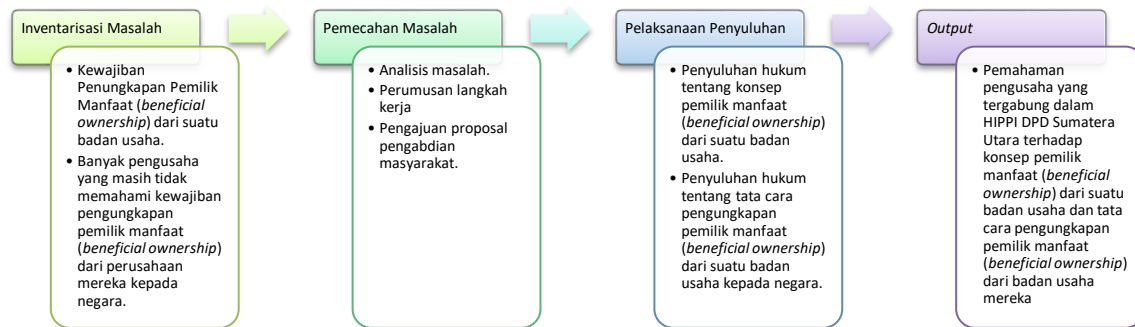 Inventarisasi Masalah
• Kewajiban
Penungkapan Pemilik
Manfaat (beneficial
ownership) dari suatu
badan usaha.
• Banyak pengusaha
yang masih tidak
memahami kewajiban
pengungkapan
pemilik manfaat
(beneficial ownership)
dari perusahaan
mereka kepada
negara.
Pemecahan Masalah
• Analisis masalah.
• Perumusan langkah
kerja
• Pengajuan proposal
pengabdian
masyarakat.
Pelaksanaan Penyuluhan
• Penyuluhan hukum
tentang konsep
pemilik manfaat
(beneficial ownership)
dari suatu badan
usaha.
• Penyuluhan hukum
tentang tata cara
pengungkapan
pemilik manfaat
(beneficial ownership)
dari suatu badan
usaha kepada negara.
Output
• Pemahaman
pengusaha yang
tergabung dalam
HIPPI DPD Sumatera
Utara terhadap
konsep pemilik
manfaat (beneficial
ownership) dari suatu
badan usaha dan tata
cara pengungkapan
pemilik manfaat
(beneficial ownership)
dari badan usaha
mereka